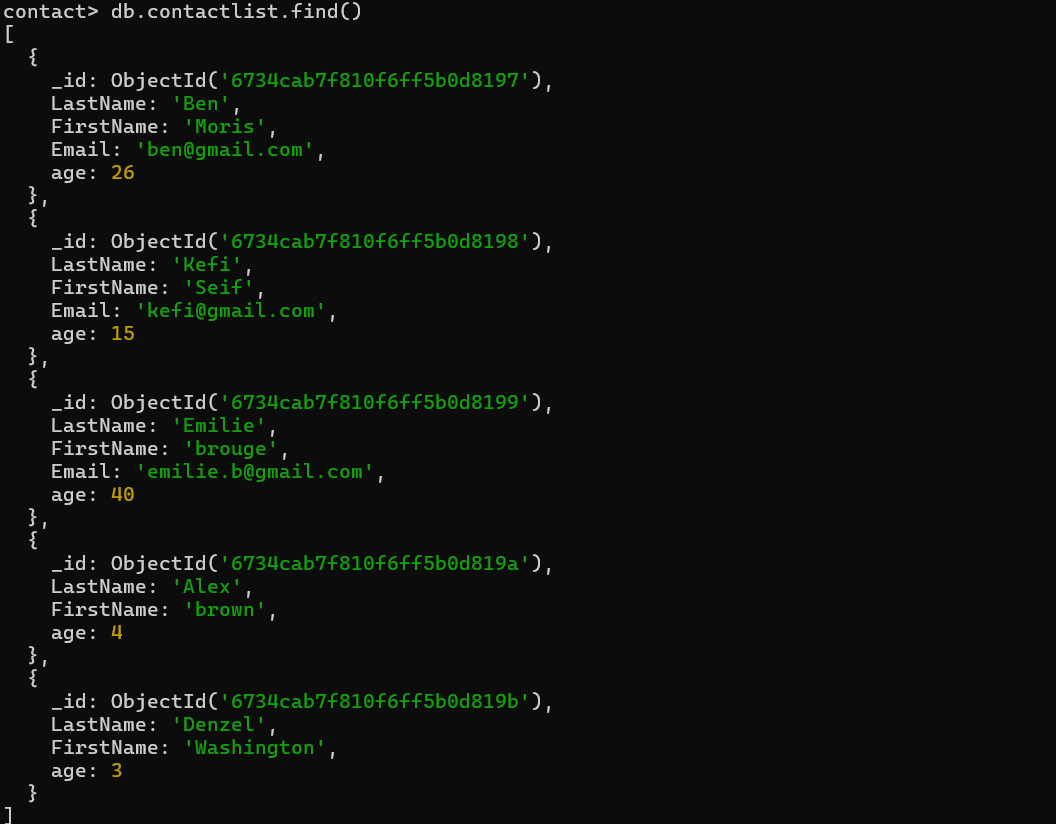 contact> db.contactlist.find()
[
  {
    _id: ObjectId('6734cab7f810f6ff5b0d8197'),
    LastName: 'Ben',
    FirstName: 'Moris',
    Email: 'ben@gmail.com',
    age: 26
  },
  {
    _id: ObjectId('6734cab7f810f6ff5b0d8198'),
    LastName: 'Kefi',
    FirstName: 'Seif',
    Email: 'kefi@gmail.com',
    age: 15
  },
  {
    _id: ObjectId('6734cab7f810f6ff5b0d8199'),
    LastName: 'Emilie',
    FirstName: 'brouge',
    Email: 'emilie.b@gmail.com',
    age: 40
  },
  {
    _id: ObjectId('6734cab7f810f6ff5b0d819a'),
    LastName: 'Alex',
    FirstName: 'brown',
    age: 4
  },
  {
    _id: ObjectId('6734cab7f810f6ff5b0d819b'),
    LastName: 'Denzel',
    FirstName: 'Washington',
    age: 3
  }
]